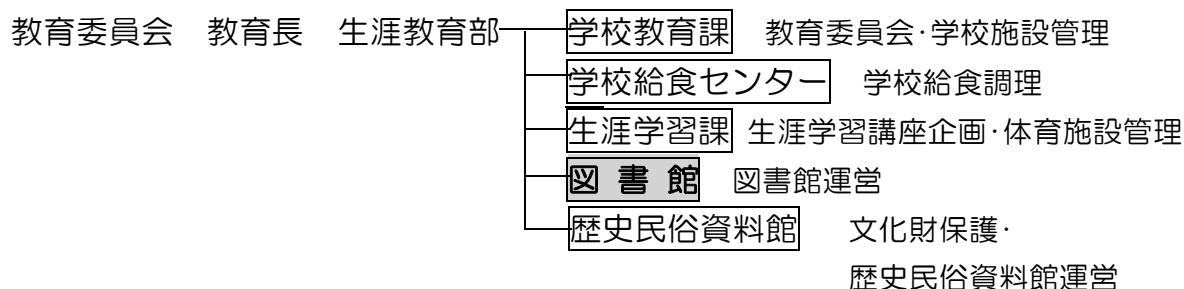 教育委員会　教育長　生涯教育部　学校教育課　教育委員会・学校施設管理
学校給食センター　学校給食調理
生涯学習課　生涯学習講座企画・体育施設管理
図 書 館　図書館運営
歴史民俗資料館　文化財保護・
歴史民俗資料館運営